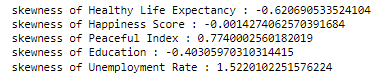 skewness of Healthy Life Expectancy : -0.620690533524104
skewness of Happiness Score : -0.0014274062570391684
skewness of Peaceful Index : 0.7740002560182019
skewness of Education : -0.40305970310314415
skewness of Unemployment Rate : 1.5220102251576224